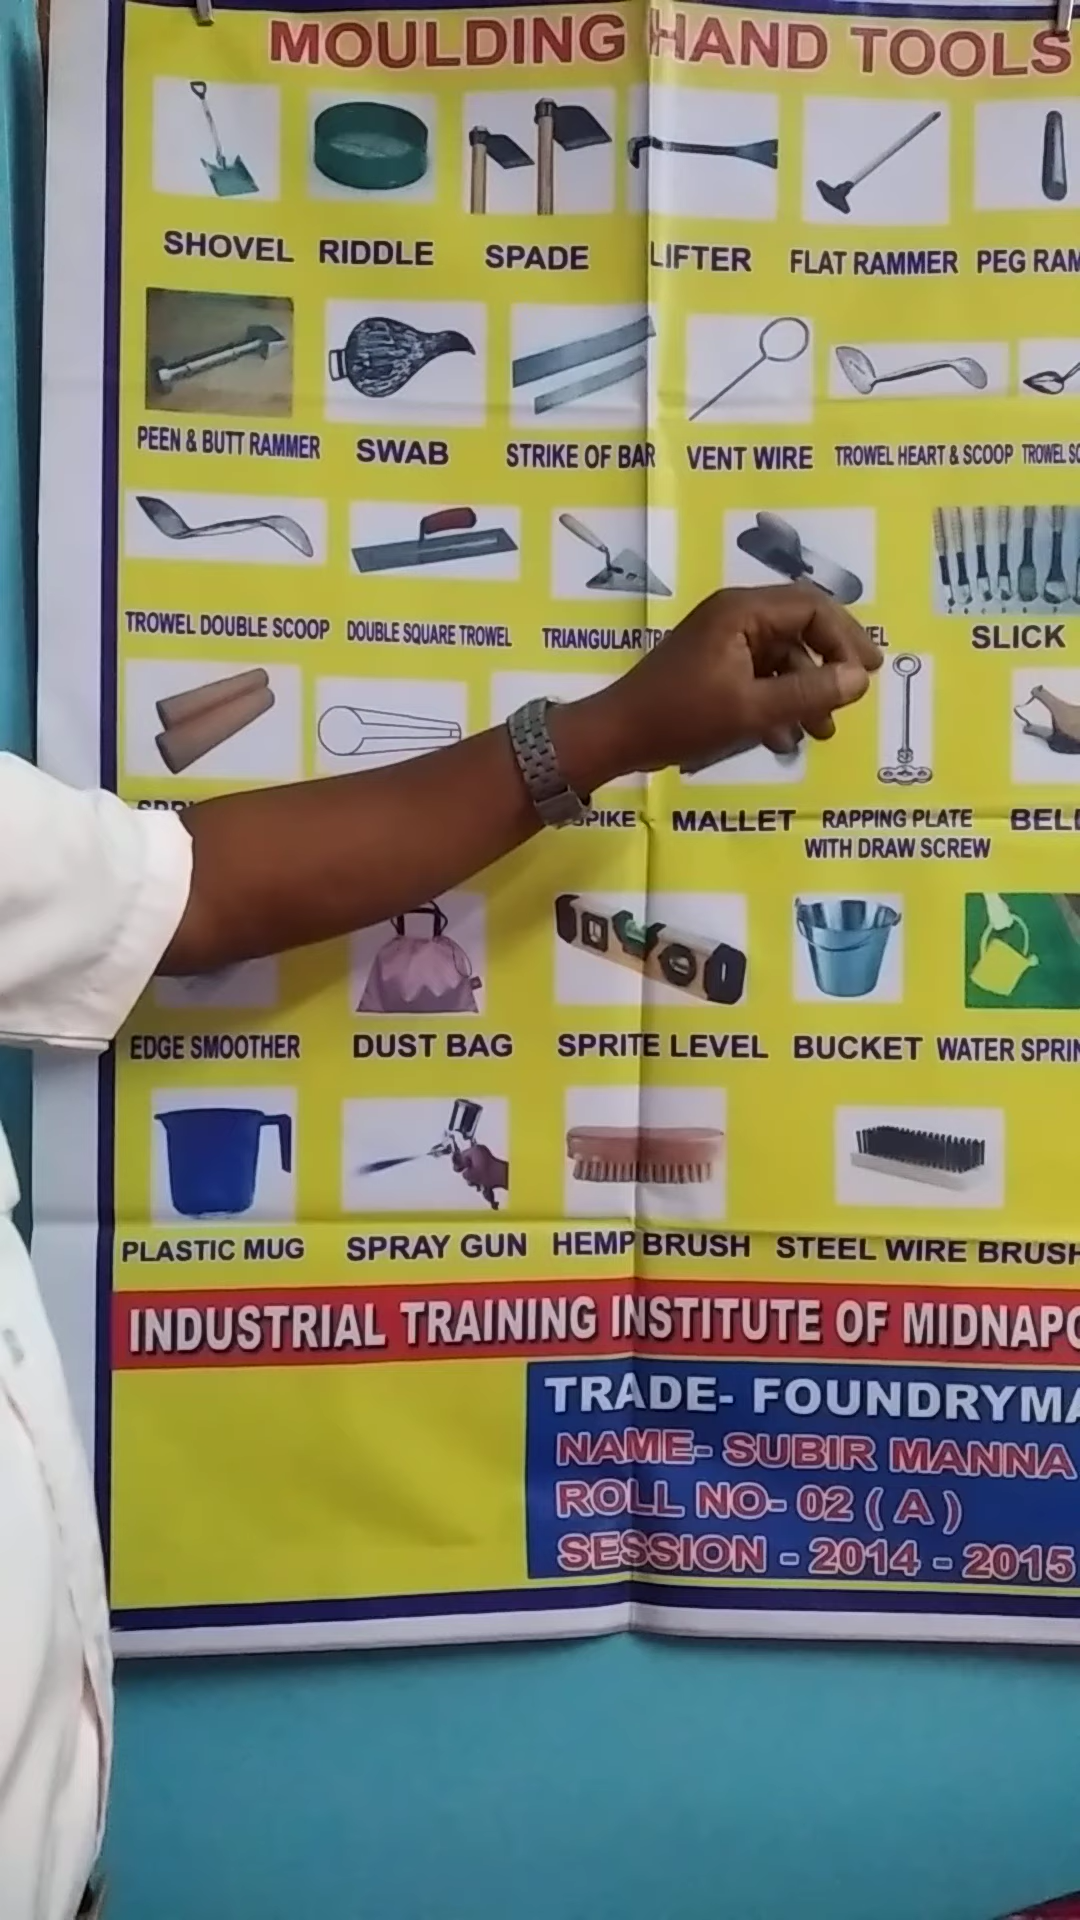 MOULDING HAND TOOLS
SHOVEL RIDDLE SPADE LIFTER FLAT RAMMER PEG RAM
PEEN & BUTT RAMMER SWAB STRIKE OF BAR VENT WIRE TROWEL HEART & SCOOP TROWEL SC
TROWEL DOUBLE SCOOP DOUBLE SQUARE TROWEL TRIANGULAR SLICK
SPIKE MALLET RAPPING PLATE WITH DRAW SCREW BELL
EDGE SMOOTHER DUST BAG SPRITE LEVEL BUCKET WATER SPRIN
PLASTIC MUG SPRAY GUN HEMP BRUSH STEEL WIRE BRUSH
INDUSTRIAL TRAINING INSTITUTE OF MIDNAPO
TRADE- FOUNDRYMA
NAME- SUBIR MANNA
ROLL NO- 02 ( A )
SESSION - 2014 - 2015